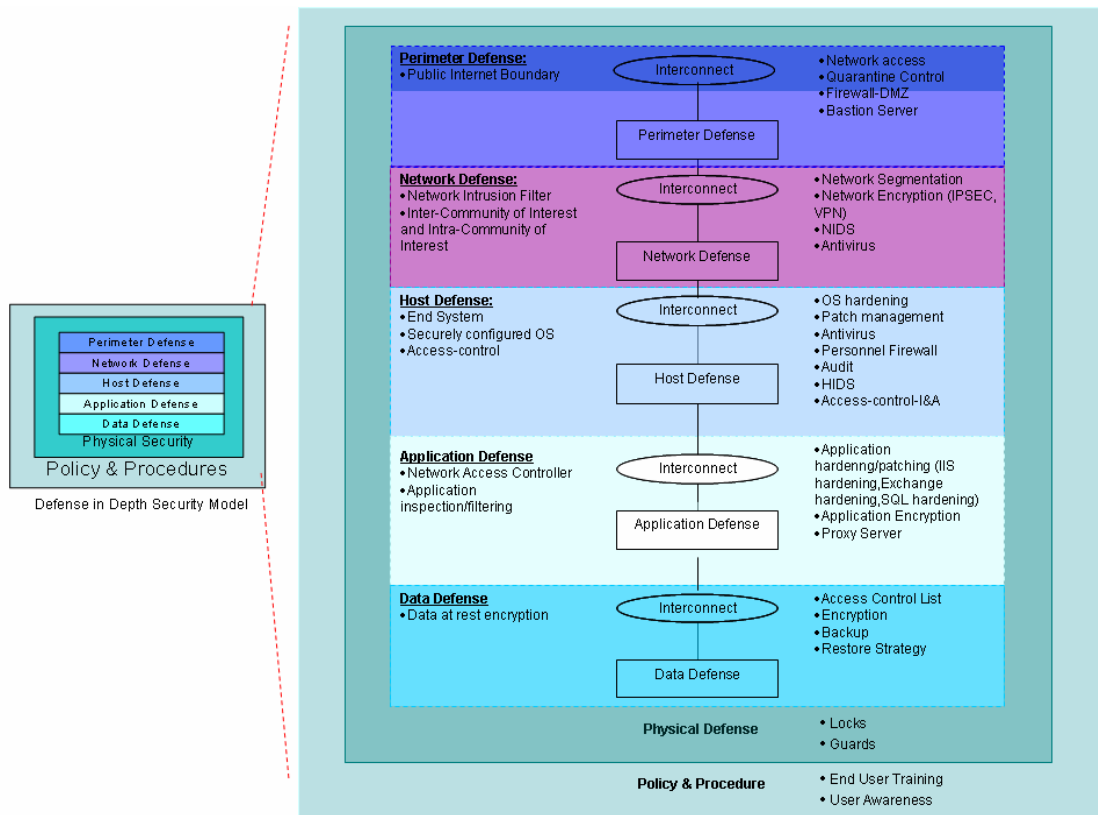 Perimeter Defense
Network Defense
Host Defense
Application Defense
Data Defense
Physical Security
Policy & Procedures
Defense in Depth Security Model
Perimeter Defense:
•Public Internet Boundary
Interconnect
Perimeter Defense
•Network access
•Quarantine Control
•Firewall-DMZ
•Bastion Server
Network Defense:
•Network Intrusion Filter
•Inter-Community of Interest
and Intra-Community of
Interest
Interconnect
Network Defense
•Network Segmentation
•Network Encryption (IPSEC,
VPN)
•NIDS
•Antivirus
Host Defense:
•End System
•Securely configured OS
•Access-control
Interconnect
Host Defense
•OS hardening
•Patch management
•Antivirus
•Personnel Firewall
•Audit
•HIDS
•Access-control-I&A
Application Defense
•Network Access Controller
•Application
inspection/filtering
Interconnect
Application Defense
•Application
hardenng/patching (IIS
hardening,Exchange
hardening,SQL hardening)
•Application Encryption
•Proxy Server
Data Defense
•Data at rest encryption
Interconnect
Data Defense
•Access Control List
•Encryption
•Backup
•Restore Strategy
Physical Defense
• Locks
• Guards
Policy & Procedure
• End User Training
• User Awareness